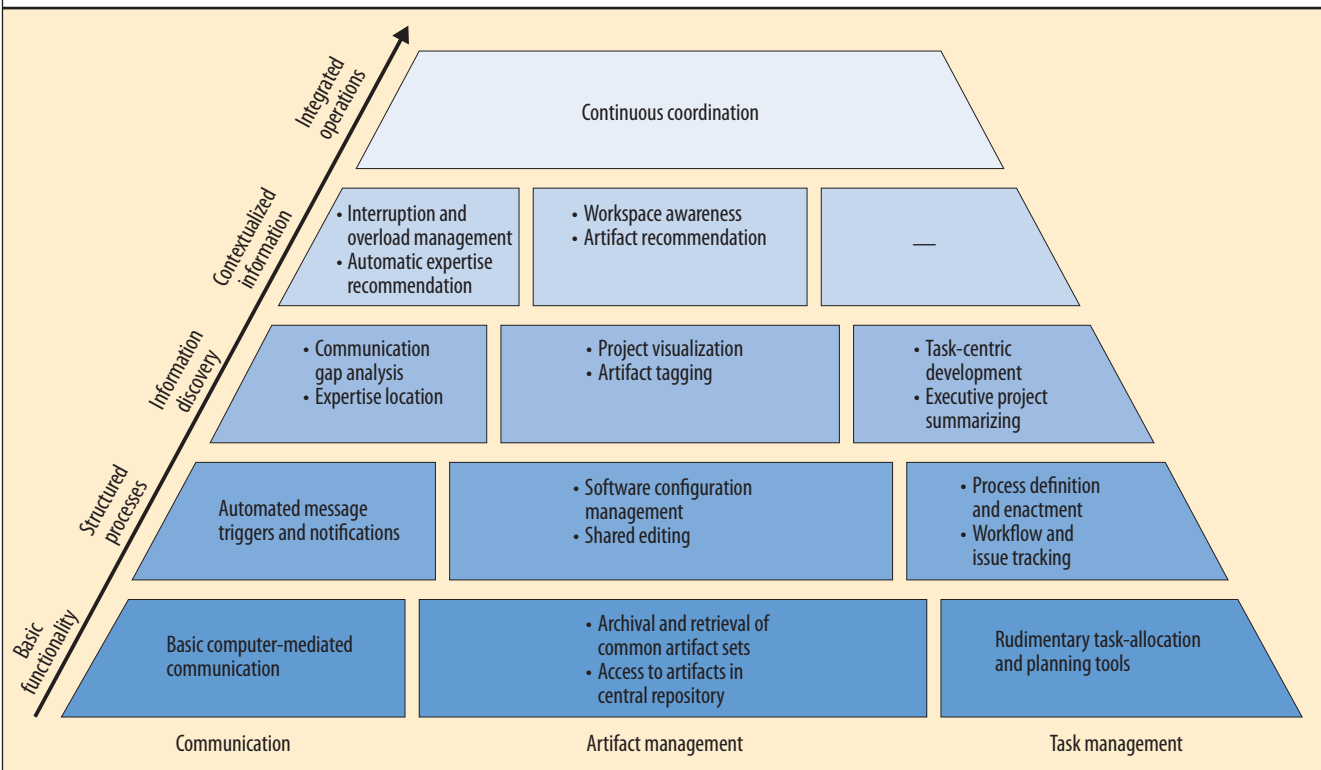 Integrated
operations
Continuous coordination
Contextualized
information
• Interruption and
overload management
• Automatic expertise
recommendation
• Workspace awareness
• Artifact recommendation
—
Information
discovery
• Communication
gap analysis
• Expertise location
• Project visualization
• Artifact tagging
• Task-centric
development
• Executive project
summarizing
Structured
processes
Automated message
triggers and notifications
• Software configuration
management
• Shared editing
• Process definition
and enactment
• Workflow and
issue tracking
Basic
functionality
Basic computer-mediated
communication
• Archival and retrieval of
common artifact sets
• Access to artifacts in
central repository
Rudimentary task-allocation
and planning tools
Communication
Artifact management
Task management